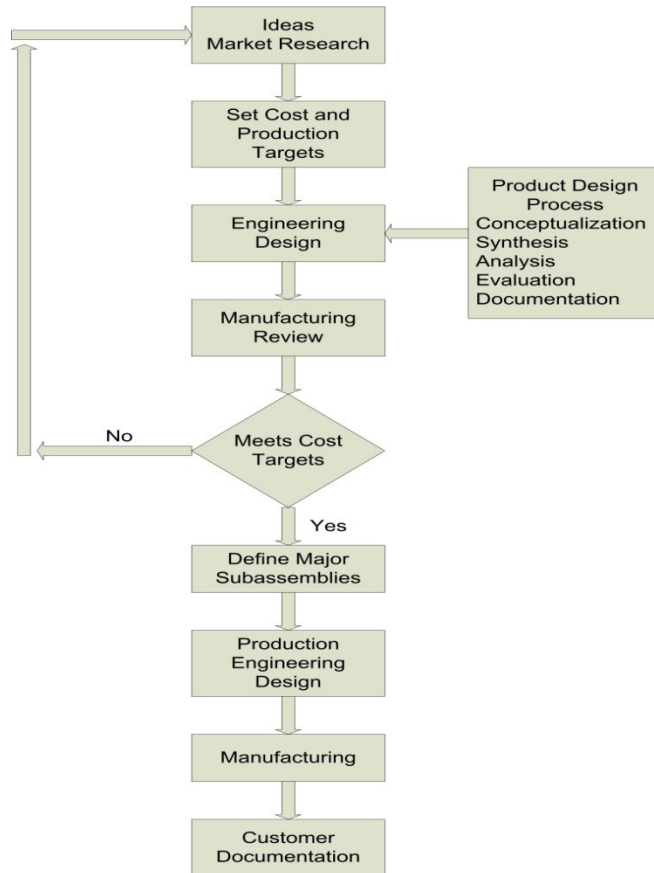 Ideas
Market Research
Set Cost and
Production
Targets
Engineering
Design
Product Design
Process
Conceptualization
Synthesis
Analysis
Evaluation
Documentation
Manufacturing
Review
Meets Cost
Targets
No
Yes
Define Major
Subassemblies
Production
Engineering
Design
Manufacturing
Customer
Documentation